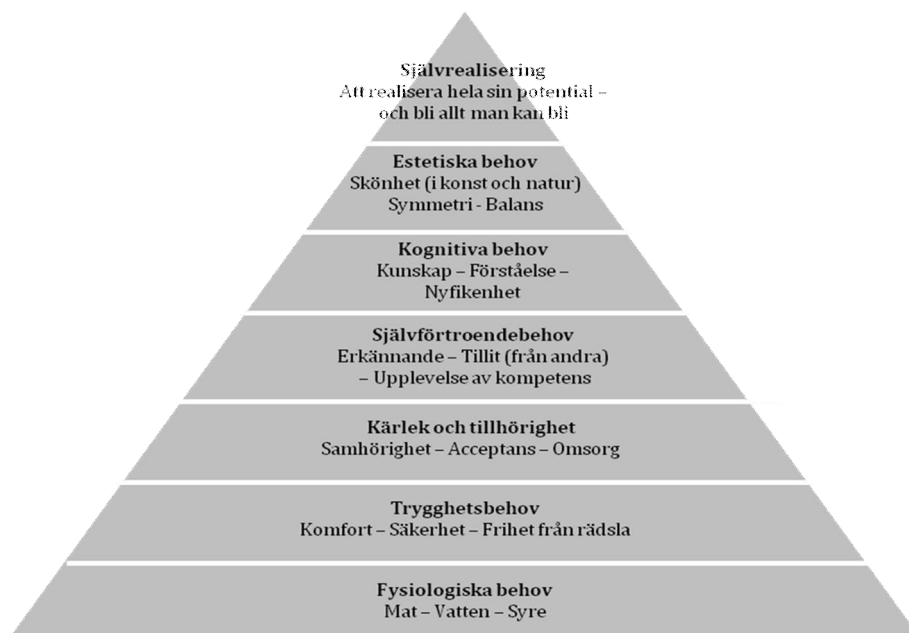 Självrealisering
Att realisera hela sin potential –
och bli allt man kan bli
Estetiska behov
Skönhet (i konst och natur)
Symmetri - Balans
Kognitiva behov
Kunskap – Förståelse –
Nyfikenhet
Självförtroendebehov
Erkännande – Tillit (från andra)
– Upplevelse av kompetens
Kärlek och tillhörighet
Samhörighet – Acceptans – Omsorg
Trygghetsbehov
Komfort – Säkerhet – Frihet från rädsla
Fysiologiska behov
Mat – Vatten – Syre